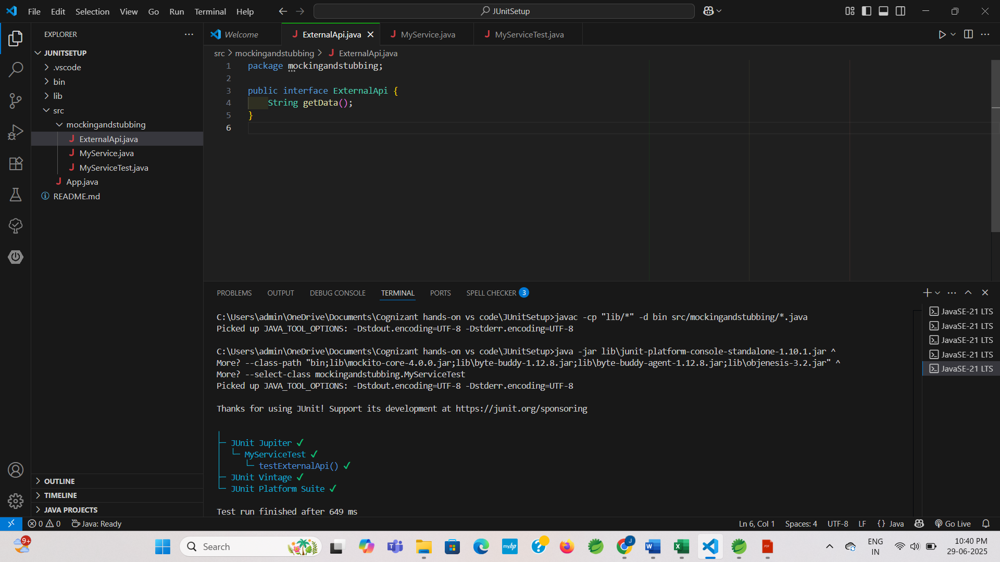 File Edit Selection View Go Run Terminal Help
JUnitSetup
EXPLORER
JUNITSETUP
.vscode
bin
lib
src
mockingandstubbing
J ExternalApi.java
J MyService.java
J MyServiceTest.java
J App.java
README.md
OUTLINE
TIMELINE
JAVA PROJECTS
Welcome
J ExternalApi.java
J MyService.java
J MyServiceTest.java
src > mockingandstubbing > J ExternalApi.java
1 package mockingandstubbing;
2
3 public interface ExternalApi {
4 String getData();
5 }
6
PROBLEMS OUTPUT DEBUG CONSOLE TERMINAL PORTS SPELL CHECKER 3
C:\Users\admin\OneDrive\Documents\Cognizant hands-on vs code\JUnitSetup>javac -cp "lib/*" -d bin src/mockingandstubbing/*.java
Picked up JAVA_TOOL_OPTIONS: -Dstdout.encoding=UTF-8 -Dstderr.encoding=UTF-8
C:\Users\admin\OneDrive\Documents\Cognizant hands-on vs code\JUnitSetup>java -jar lib\junit-platform-console-standalone-1.10.1.jar ^
More? --class-path "bin;lib\mockito-core-4.0.0.jar;lib\byte-buddy-1.12.8.jar;lib\byte-buddy-agent-1.12.8.jar;lib\objenesis-3.2.jar" ^
More? --select-class mockingandstubbing.MyServiceTest
Picked up JAVA_TOOL_OPTIONS: -Dstdout.encoding=UTF-8 -Dstderr.encoding=UTF-8
Thanks for using JUnit! Support its development at https://junit.org/sponsoring
├─ JUnit Jupiter ✔
│ └─ MyServiceTest ✔
│ └─ testExternalApi() ✔
├─ JUnit Vintage ✔
└─ JUnit Platform Suite ✔
Test run finished after 649 ms
JavaSE-21 LTS
JavaSE-21 LTS
JavaSE-21 LTS
JavaSE-21 LTS
JavaSE-21 LTS
0 0 Java: Ready
Ln 6, Col 1 Spaces: 4 UTF-8 LF {} Java Go Live
9+
Search
myhp
J
W
X
PDF
ENG
IN
10:40 PM
29-06-2025